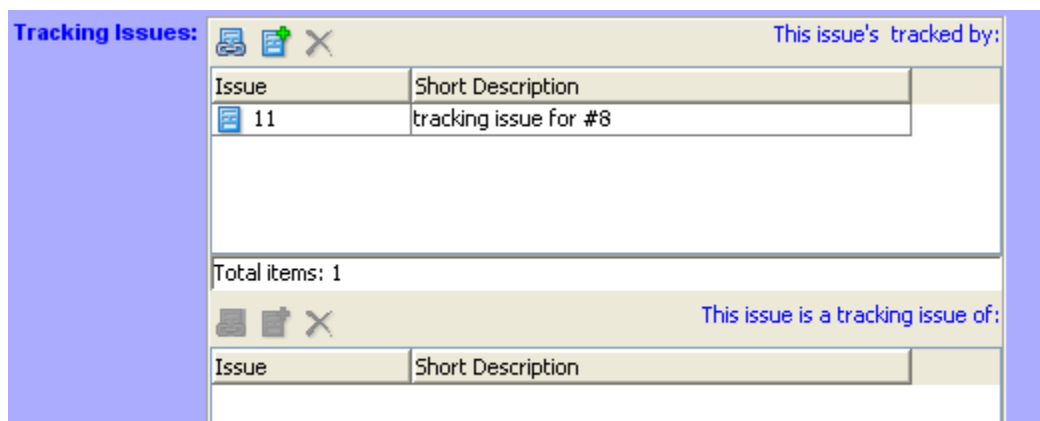 Tracking Issues:
This issue's tracked by:
Issue Short Description
11 tracking issue for #8
Total items: 1
This issue is a tracking issue of:
Issue Short Description